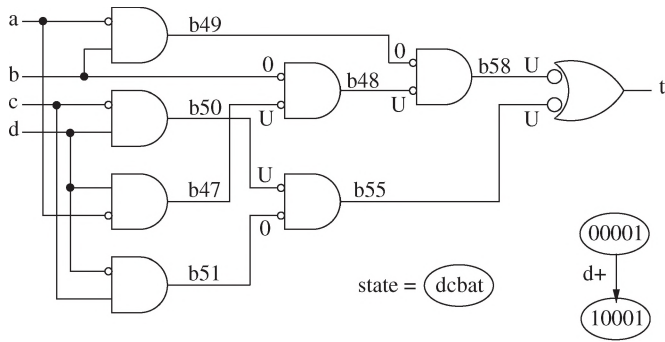 a
b49
0
b
0
b48
b58
U
t
c
b50
U
U
U
d
U
b47
b55
0
b51
state = dcbat
00001
d+
10001